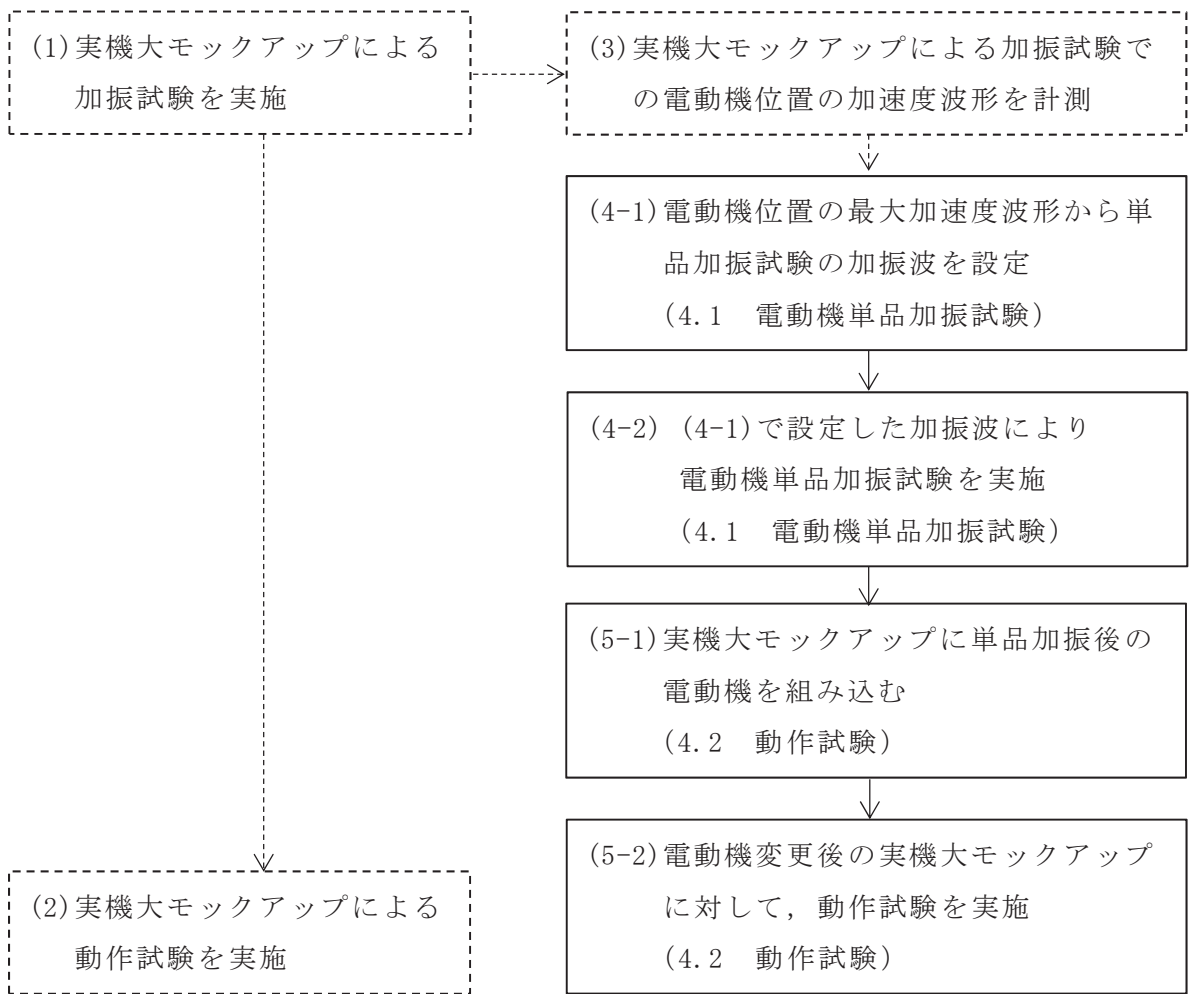 (1)実機大モックアップによる
加振試験を実施
(3)実機大モックアップによる加振試験で
の電動機位置の加速度波形を計測
(4-1)電動機位置の最大加速度波形から単
品加振試験の加振波を設定
(4.1 電動機単品加振試験)
(4-2) (4-1)で設定した加振波により
電動機単品加振試験を実施
(4.1 電動機単品加振試験)
(5-1)実機大モックアップに単品加振後の
電動機を組み込む
(4.2 動作試験)
(5-2)電動機変更後の実機大モックアップ
に対して,動作試験を実施
(4.2 動作試験)
(2)実機大モックアップによる
動作試験を実施